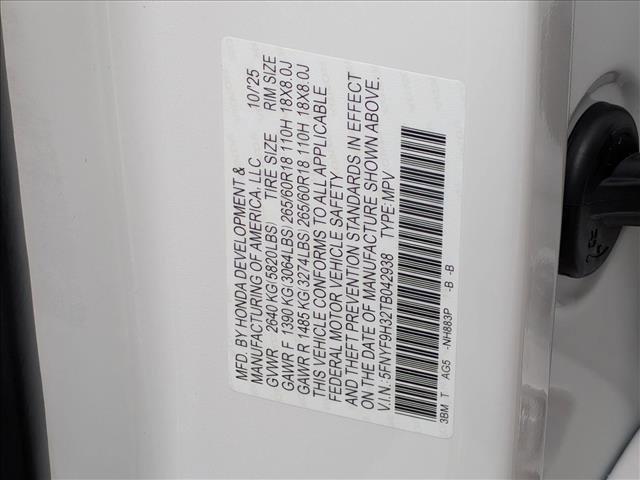 MFD. BY HONDA DEVELOPMENT &
MANUFACTURING OF AMERICA, LLC 10/25
GVWR 2640 KG (5820 LBS) TIRE SIZE RIM SIZE
GAWR F 1390 KG(3064LBS) 265/60R18 110H 18X8.0J
GAWR R 1485 KG(3274LBS) 265/60R18 110H 18X8.0J
THIS VEHICLE CONFORMS TO ALL APPLICABLE
FEDERAL MOTOR VEHICLE SAFETY
AND THEFT PREVENTION STANDARDS IN EFFECT
ON THE DATE OF MANUFACTURE SHOWN ABOVE.
V.I.N.: 5FNYF9H32TB042938 TYPE:MPV
3BM T AG5 -NH883P -B -B